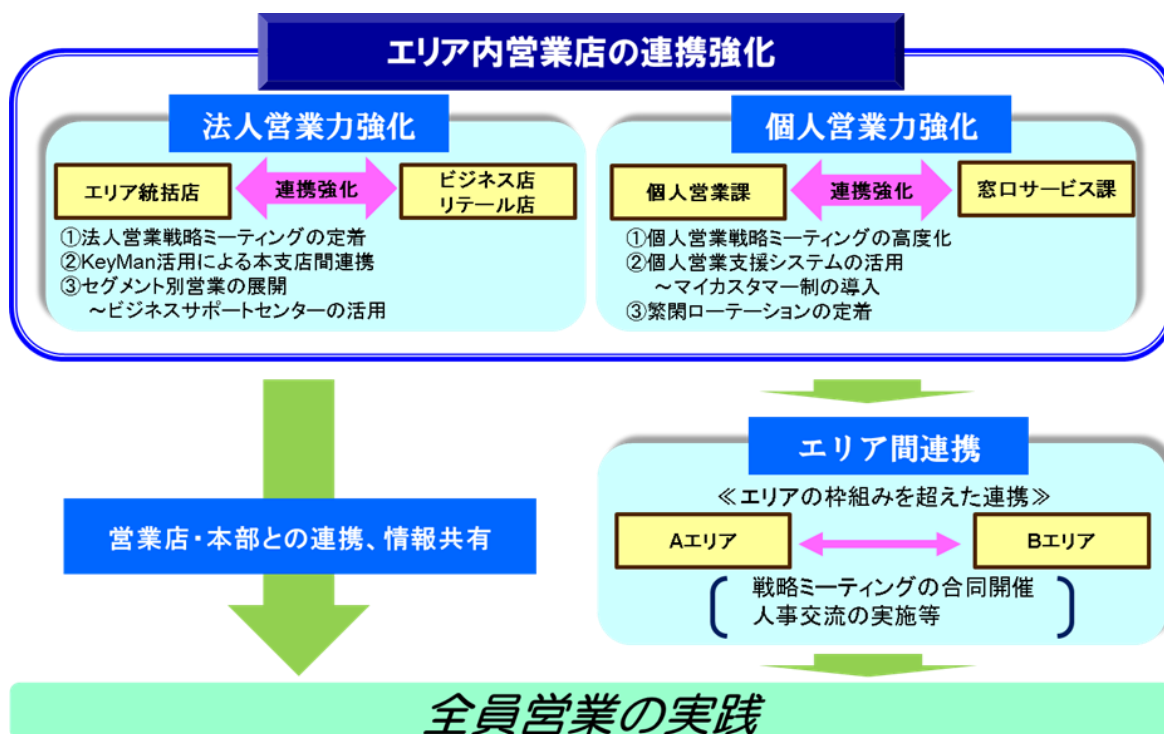 エリア内営業店の連携強化
法人営業力強化
エリア統括店
連携強化
ビジネス店
リテール店
①法人営業戦略ミーティングの定着
②KeyMan活用による本支店間連携
③セグメント別営業の展開
～ビジネスサポートセンターの活用
個人営業力強化
個人営業課
連携強化
窓口サービス課
①個人営業戦略ミーティングの高度化
②個人営業支援システムの活用
～マイカスタマー制の導入
③繁閑ローテーションの定着
営業店・本部との連携、情報共有
エリア間連携
≪エリアの枠組みを超えた連携≫
Aエリア
Bエリア
戦略ミーティングの合同開催
人事交流の実施等
全員営業の実践